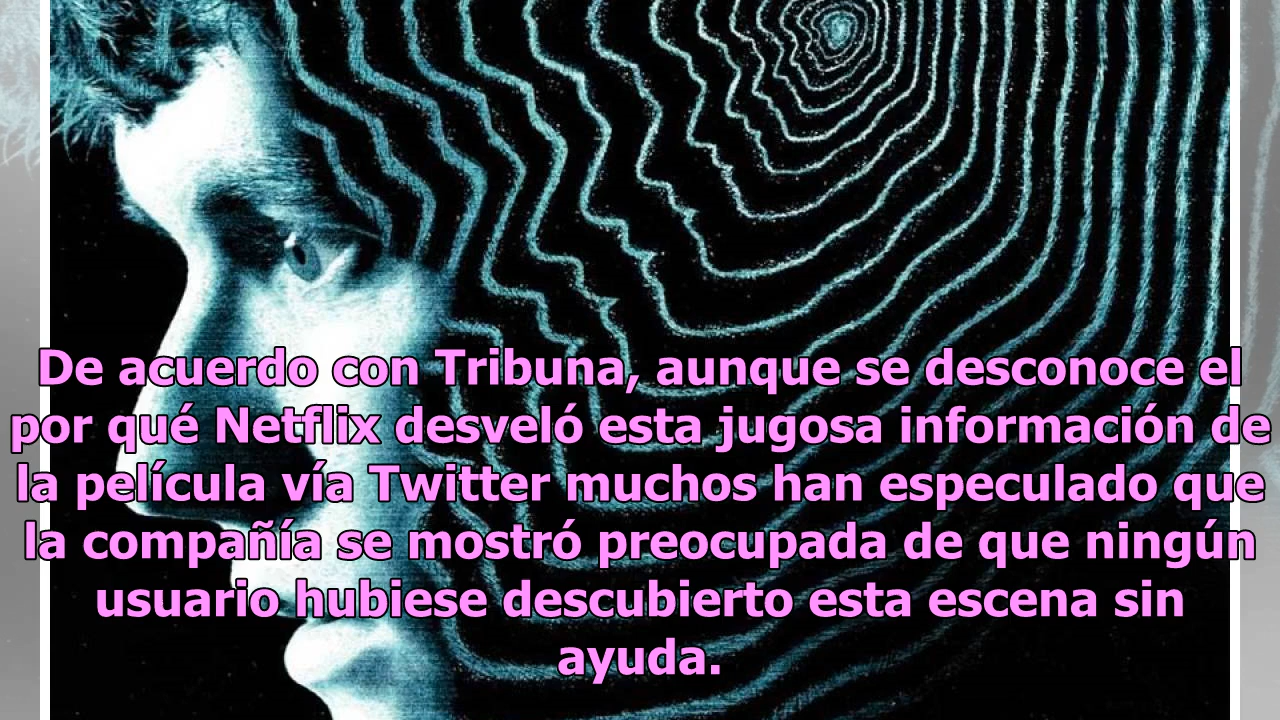 De acuerdo con Tribuna, aunque se desconoce el
por qué Netflix desveló esta jugosa información de
la película vía Twitter muchos han especulado que
la compañía se mostró preocupada de que ningún
usuario hubiese descubierto esta escena sin
ayuda.